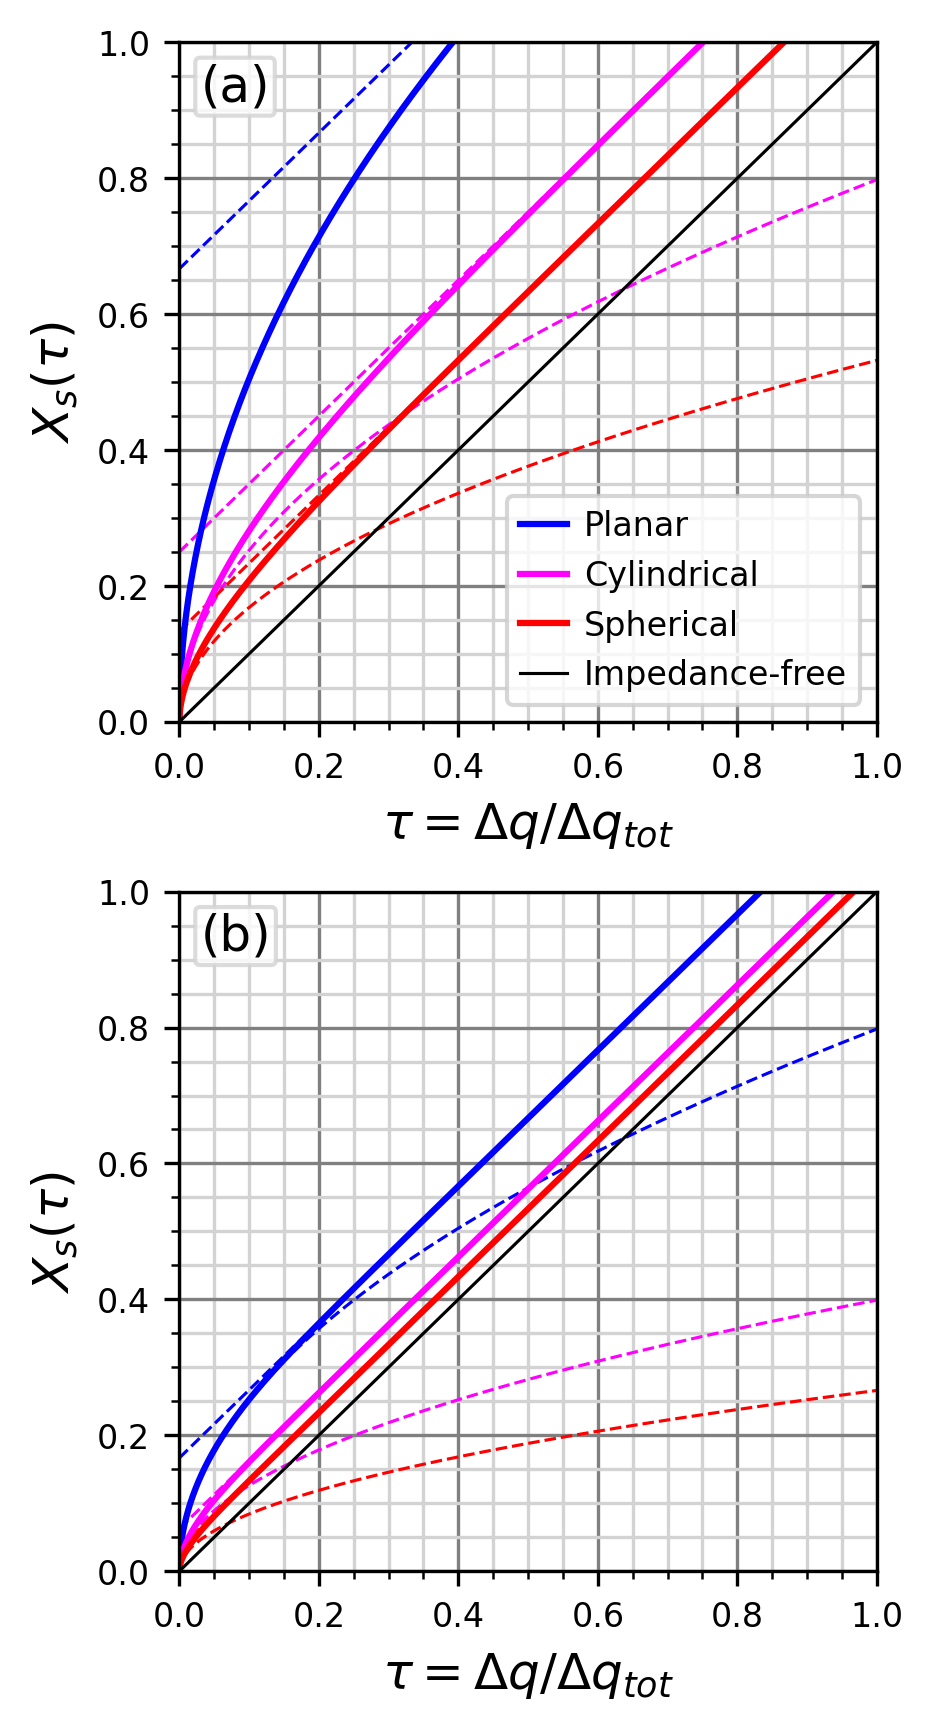 (a)
1.0
0.8
0.6
0.4
0.2
0.0
X_s(τ)
Planar
Cylindrical
Spherical
Impedance-free
0.0 0.2 0.4 0.6 0.8 1.0
τ = Δq/Δq_tot
(b)
1.0
0.8
0.6
0.4
0.2
0.0
X_s(τ)
0.0 0.2 0.4 0.6 0.8 1.0
τ = Δq/Δq_tot